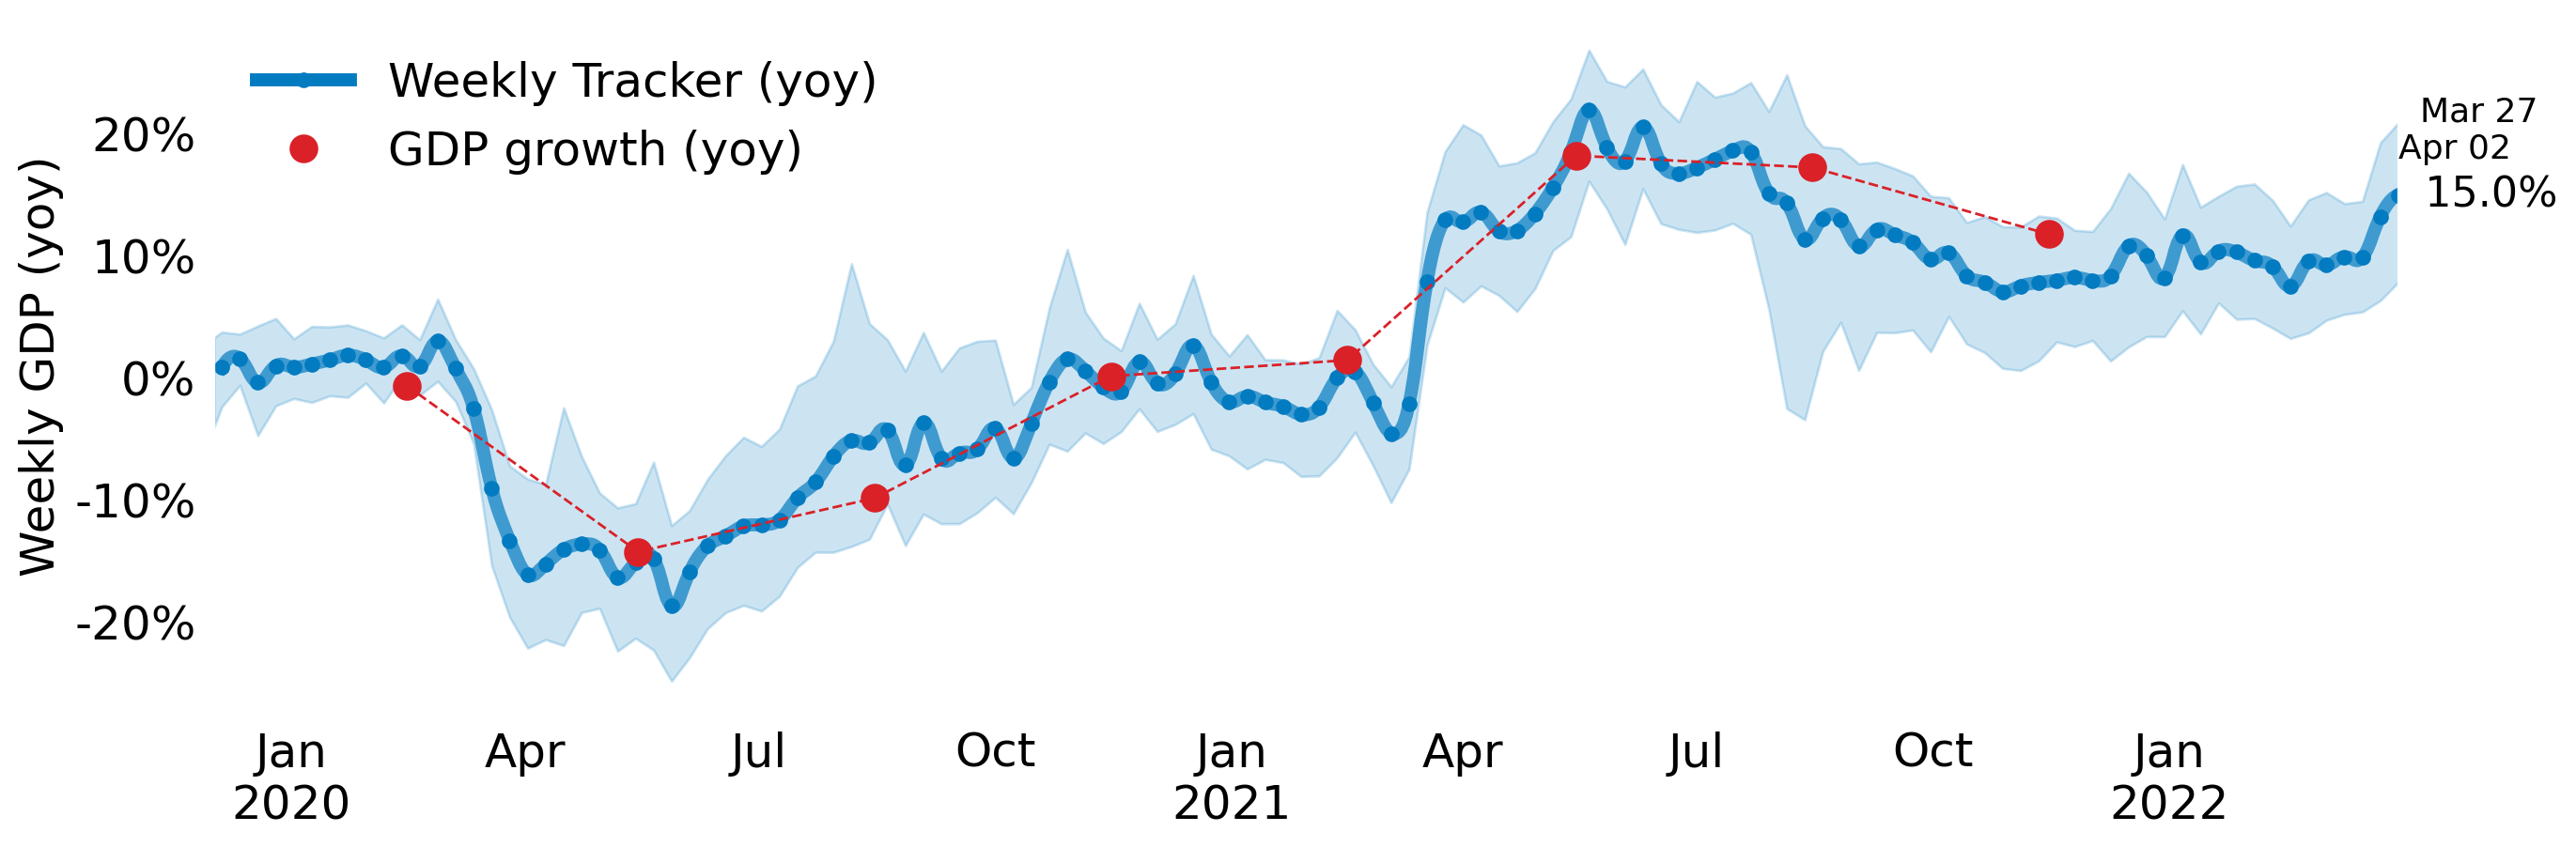 Weekly Tracker (yoy)
GDP growth (yoy)
Weekly GDP (yoy)
20%
10%
0%
-10%
-20%
Mar 27
Apr 02
15.0%
Jan
2020
Apr
Jul
Oct
Jan
2021
Apr
Jul
Oct
Jan
2022